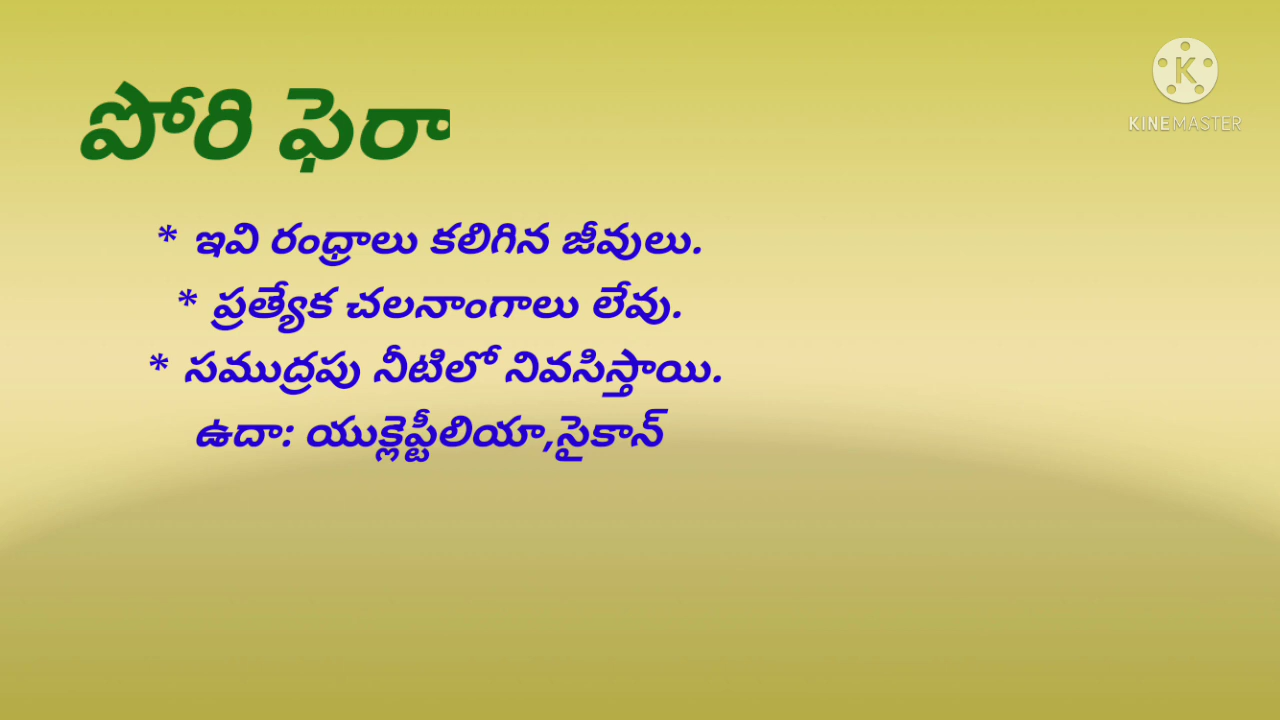 పోరి ఫెరా
* ఇవి రంధ్రాలు కలిగిన జీవులు.
* ప్రత్యేక చలనాంగాలు లేవు.
* సముద్రపు నీటిలో నివసిస్తాయి.
ఉదా: యుక్లెప్టీలియా,సైకాన్
K
KINEMASTER